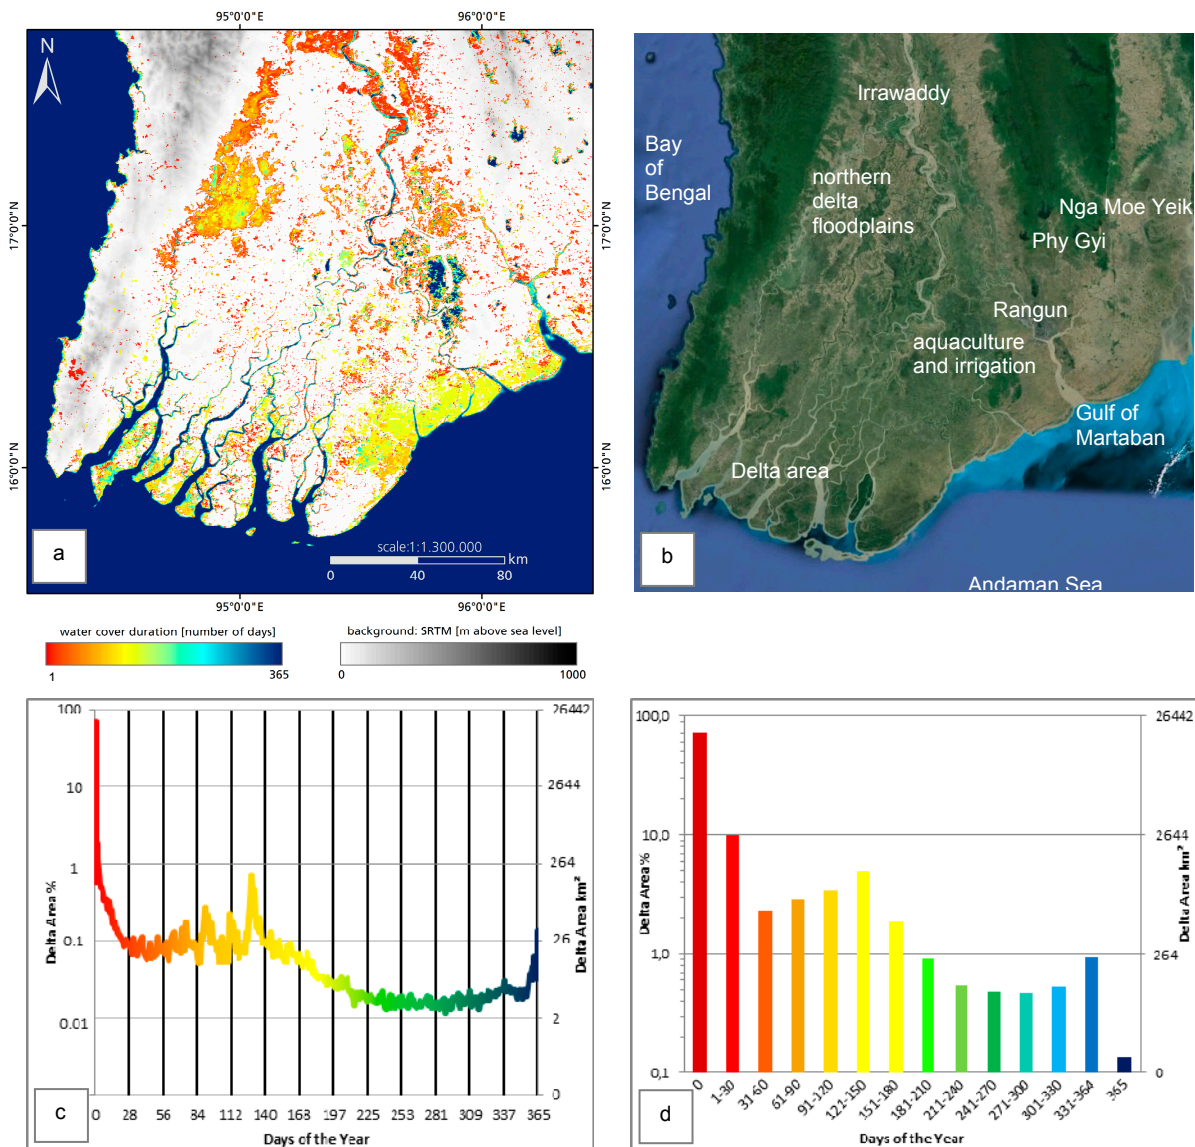 95°0'0"E
96°0'0"E
N
17°0'0"N
16°0'0"N
17°0'0"N
16°0'0"N
a
scale:1:1.300.000
km
0
40
80
95°0'0"E
96°0'0"E
water cover duration [number of days]
1
365
background: SRTM [m above sea level]
0
1000
Irrawaddy
Bay
of
Bengal
northern
delta
floodplains
Nga Moe Yeik
Phy Gyi
Rangun
aquaculture
and irrigation
Gulf of
Martaban
Delta area
b
Andaman Sea
100
10
1
0.1
0.01
Delta Area %
26442
2644
264
26
2
0
Delta Area km²
c
0 28 56 84 112 140 168 197 225 253 281 309 337 365
Days of the Year
100,0
10,0
1,0
0,1
Delta Area %
26442
2644
264
0
Delta Area km²
d
0 1-30 31-60 61-90 91-120 122-150 151-180 181-210 211-240 241-270 271-300 301-330 331-364 365
Days of the Year